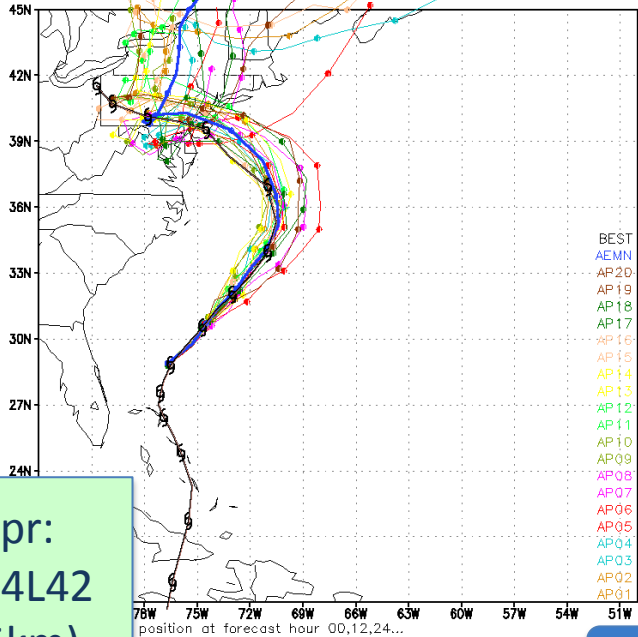 45N
42N
39N
36N
33N
30N
27N
24N
BEST
AEMN
AP20
AP19
AP18
AP17
AP16
AP15
AP14
AP13
AP12
AP11
AP10
AP09
AP08
AP07
AP06
AP05
AP04
AP03
AP02
AP01
pr:
4L42
78W 75W 72W 69W 66W 63W 60W 57W 54W 51W
position at forecast hour 00,12,24...